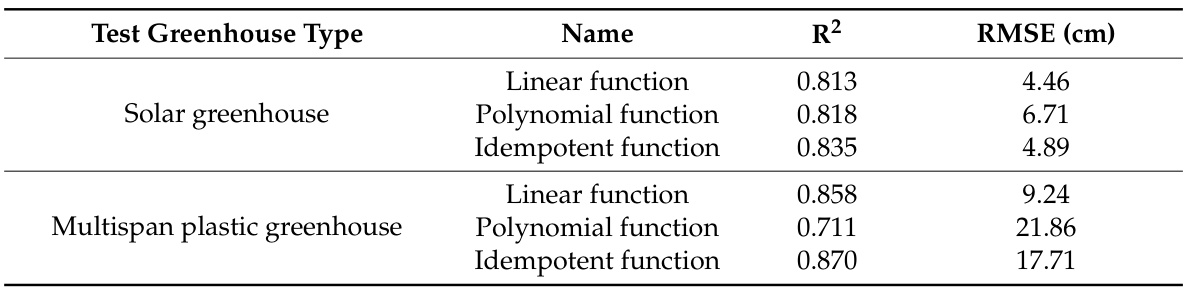 Test Greenhouse Type Name R² RMSE (cm)
Linear function 0.813 4.46
Solar greenhouse Polynomial function 0.818 6.71
Idempotent function 0.835 4.89
Linear function 0.858 9.24
Multispan plastic greenhouse Polynomial function 0.711 21.86
Idempotent function 0.870 17.71